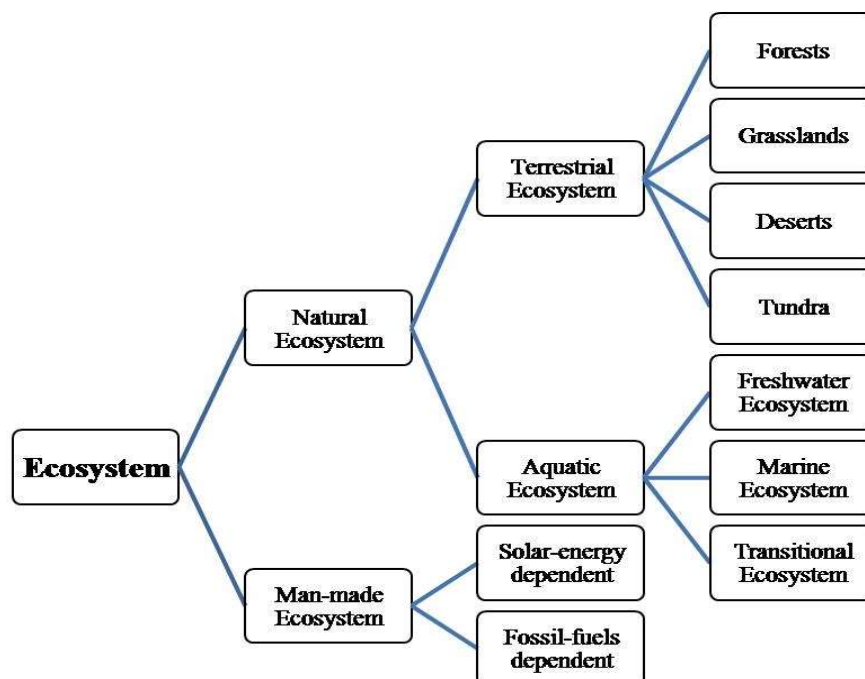 Ecosystem
Natural
Ecosystem
Terrestrial
Ecosystem
Forests
Grasslands
Deserts
Tundra
Aquatic
Ecosystem
Freshwater
Ecosystem
Marine
Ecosystem
Transitional
Ecosystem
Man-made
Ecosystem
Solar-energy
dependent
Fossil-fuels
dependent